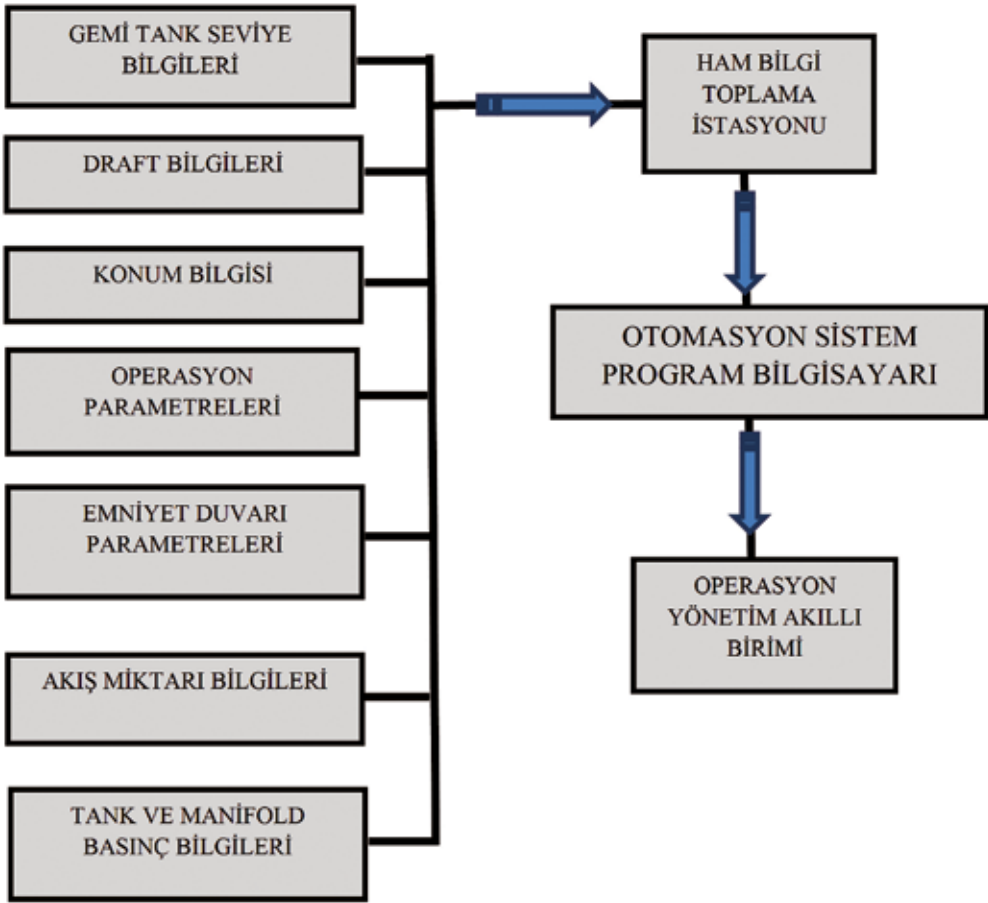 GEMİ TANK SEVİYE
BİLGİLERİ
DRAFT BİLGİLERİ
KONUM BİLGİSİ
OPERASYON
PARAMETRELERİ
EMNİYET DUVARI
PARAMETRELERİ
AKIŞ MİKTARI BİLGİLERİ
TANK VE MANİFOLD
BASINÇ BİLGİLERİ
HAM BİLGİ
TOPLAMA
İSTASYONU
OTOMASYON SİSTEM
PROGRAM BİLGİSAYARI
OPERASYON
YÖNETİM AKILLI
BİRİMİ